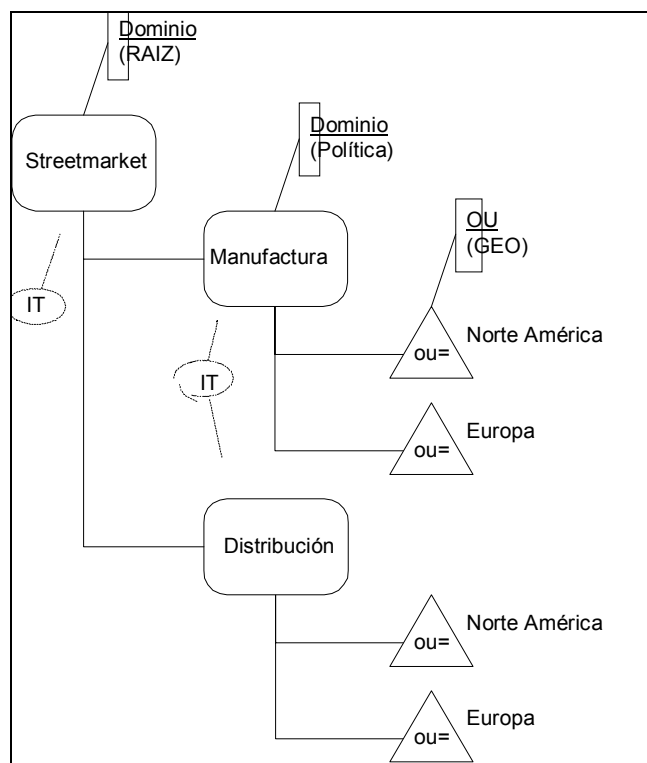 Dominio
(RAIZ)
Streetmarket
Dominio
(Política)
Manufactura
OU
(GEO)
IT
Norte América
ou=
IT
Europa
ou=
Distribución
Norte América
ou=
Europa
ou=